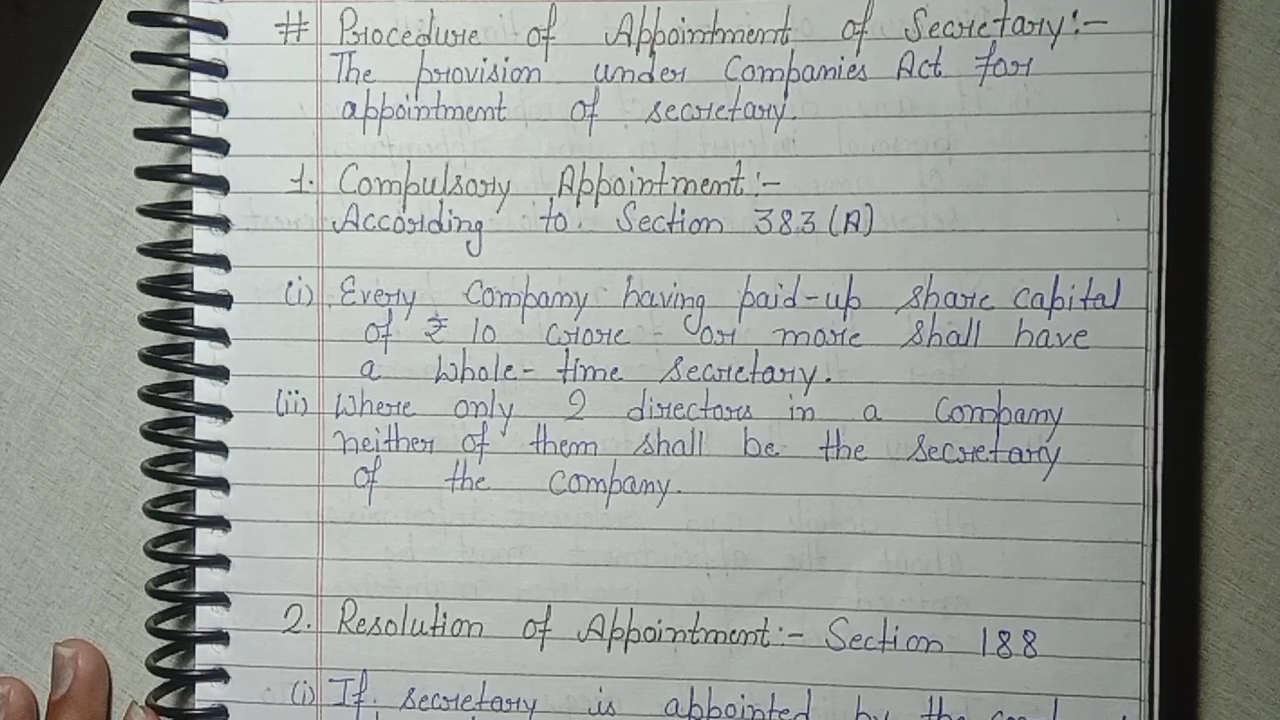 # Procedure of Appointment of Secretary:-
The provision under Companies Act for
appointment of secretary.
1. Compulsory Appointment:-
According to Section 383(A)
(i) Every Company having paid-up share capital
of ₹ 10 crore - or more shall have
a whole-time secretary.
(ii) Where only 2 directors in a Company
neither of them shall be the secretary
of the company.
2. Resolution of Appointment:- Section 188
(i) If secretary is appointed by the